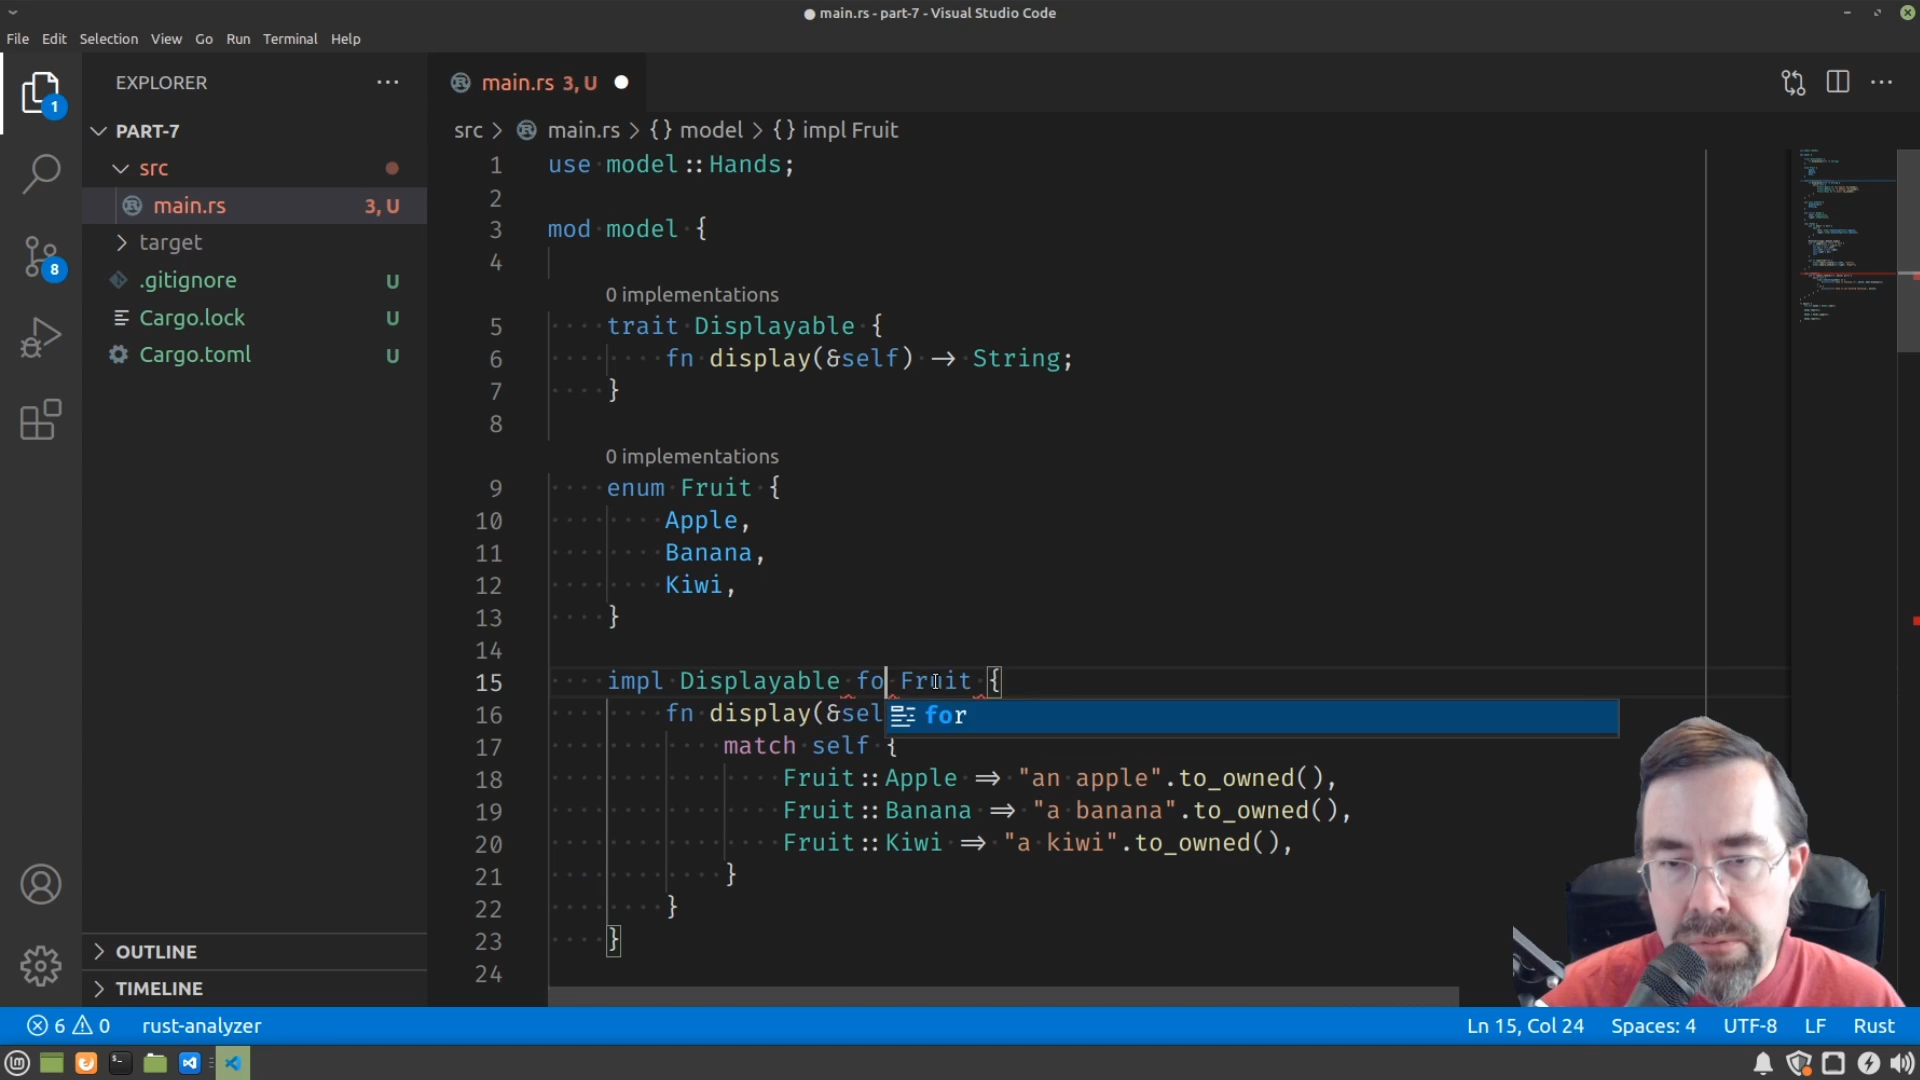 main.rs - part-7 - Visual Studio Code
File Edit Selection View Go Run Terminal Help
EXPLORER
main.rs 3, U
PART-7
src > main.rs > {} model > {} impl Fruit
src
main.rs 3, U
target
.gitignore U
Cargo.lock U
Cargo.toml U
1 use model::Hands;
2
3 mod model {
4
0 implementations
5 trait Displayable {
6 fn display(&self) -> String;
7 }
8
0 implementations
9 enum Fruit {
10 Apple,
11 Banana,
12 Kiwi,
13 }
14
15 impl Displayable fo Fruit {
16 fn display(&sel
for
17 match self {
18 Fruit::Apple => "an apple".to_owned(),
19 Fruit::Banana => "a banana".to_owned(),
20 Fruit::Kiwi => "a kiwi".to_owned(),
21 }
22 }
23 }
24
1
8
OUTLINE
TIMELINE
6 0 rust-analyzer Ln 15, Col 24 Spaces: 4 UTF-8 LF Rust